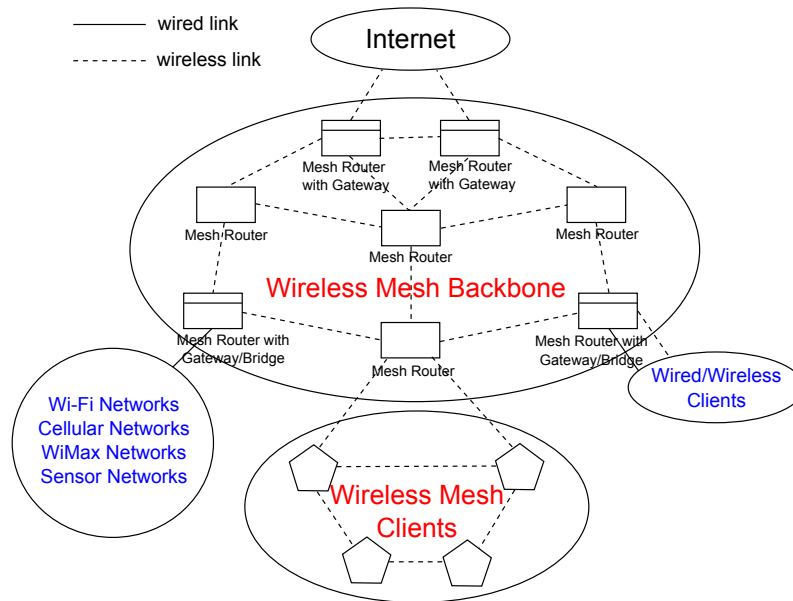 wired link
wireless link
Internet
Mesh Router
with Gateway
Mesh Router
with Gateway
Mesh Router
Mesh Router
Mesh Router
Wireless Mesh Backbone
Mesh Router with
Gateway/Bridge
Mesh Router
Mesh Router with
Gateway/Bridge
Wi-Fi Networks
Cellular Networks
WiMax Networks
Sensor Networks
Wired/Wireless
Clients
Wireless Mesh
Clients